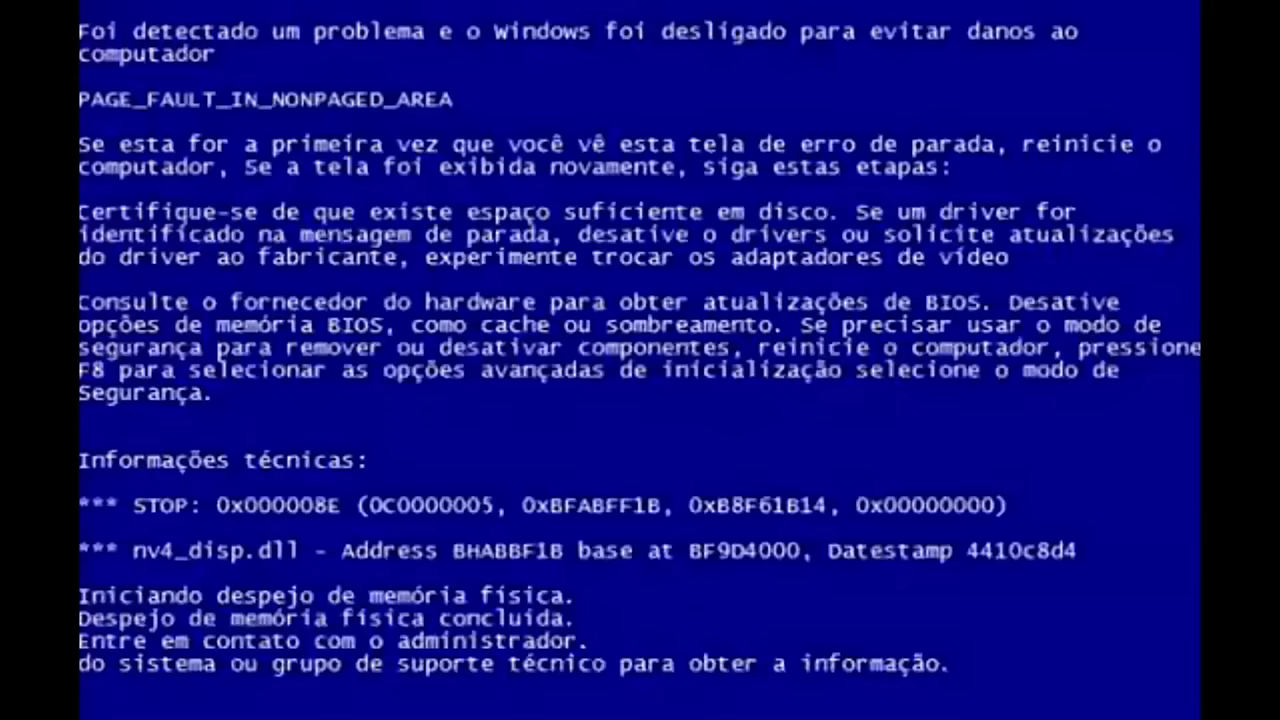 Foi detectado um problema e o Windows foi desligado para evitar danos ao
computador
PAGE_FAULT_IN_NONPAGED_AREA
Se esta for a primeira vez que você vê esta tela de erro de parada, reinicie o
computador, Se a tela foi exibida novamente, siga estas etapas:
Certifique-se de que existe espaço suficiente em disco. Se um driver for
identificado na mensagem de parada, desative o drivers ou solicite atualizações
do driver ao fabricante, experimente trocar os adaptadores de vídeo
Consulte o fornecedor do hardware para obter atualizações de BIOS. Desative
opções de memória BIOS, como cache ou sombreamento. Se precisar usar o modo de
segurança para remover ou desativar componentes, reinicie o computador, pressione
F8 para selecionar as opções avançadas de inicialização selecione o modo de
Segurança.
Informações técnicas:
*** STOP: 0x000008E (0C0000005, 0xBFABFF1B, 0xB8F61B14, 0x00000000)
*** nv4_disp.dll - Address BHABBF1B base at BF9D4000, Datestamp 4410c8d4
Iniciando despejo de memória física.
Despejo de memória física concluída.
Entre em contato com o administrador.
do sistema ou grupo de suporte técnico para obter a informação.